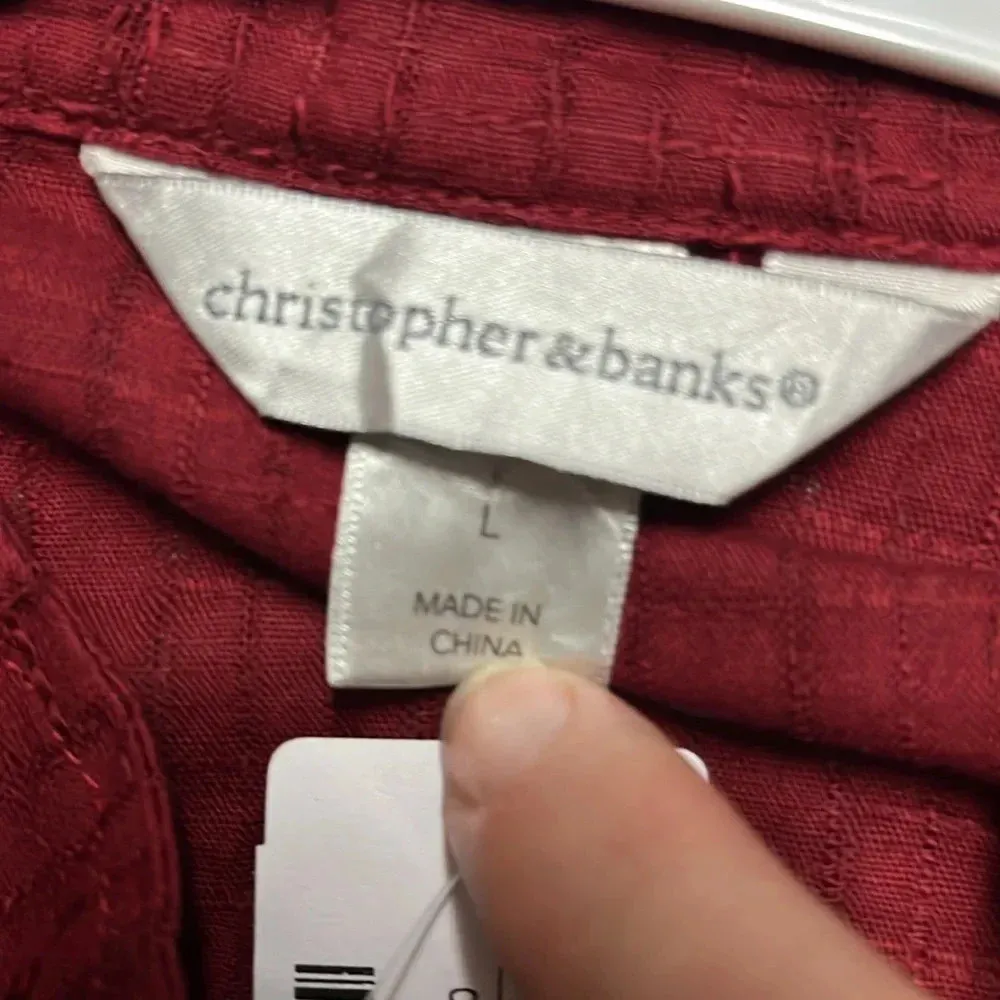 christopher & banks®
L
MADE IN
CHINA